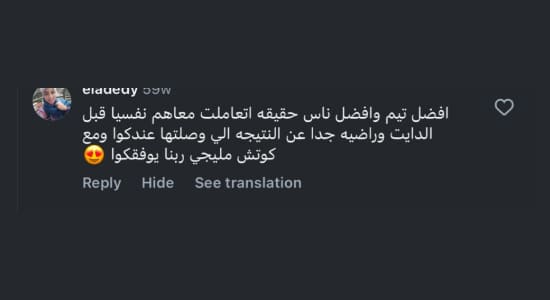 eladedy 59w
افضل تيم وافضل ناس حقيقه اتعاملت معاهم نفسيا قبل
الدايت وراضيه جدا عن النتيجه الي وصلتها عندكوا ومع
كوتش مليجي ربنا يوفقكوا 😍
Reply Hide See translation